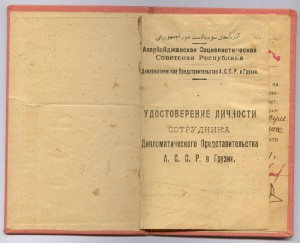 Азербайджанская Социалистическая
Советская Республика
Дипломатическое Представительство А. С. С. Р. в Грузии.
УДОСТОВЕРЕНИЕ ЛИЧНОСТИ
СОТРУДНИКА
Дипломатического Представительства
А. С. С. Р. в Грузии.